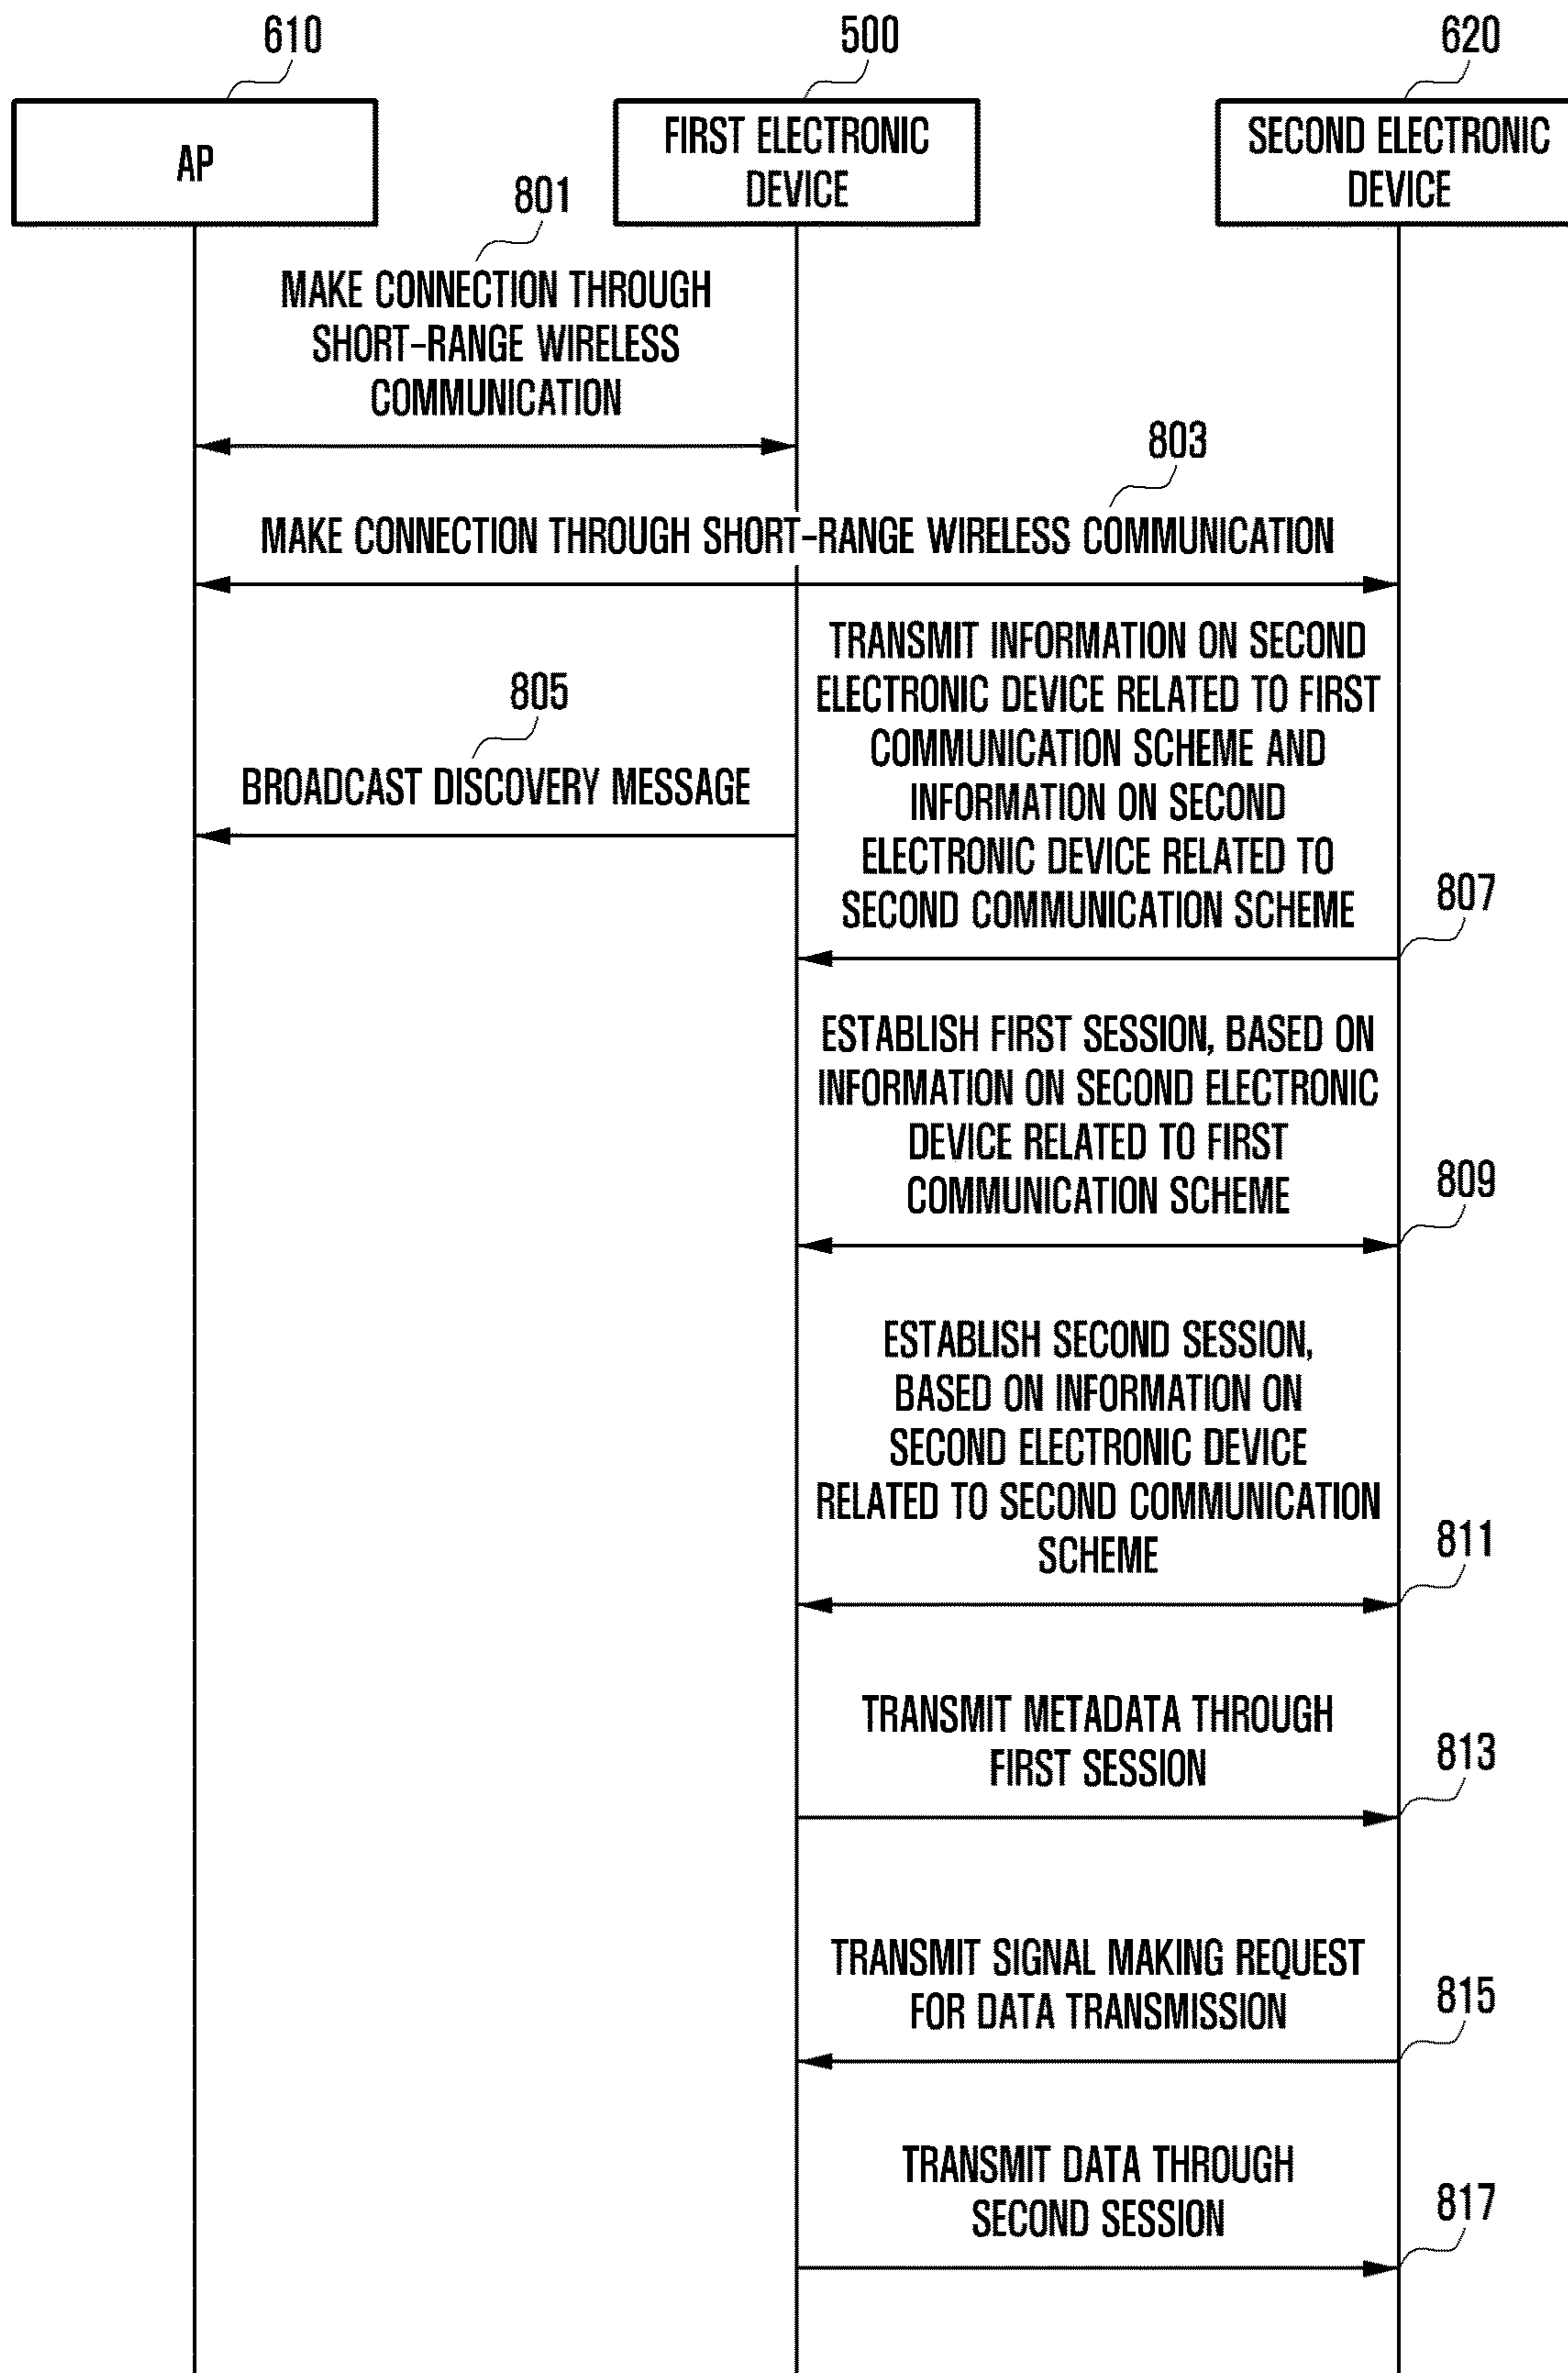 610
500
620
AP
FIRST ELECTRONIC
DEVICE
SECOND ELECTRONIC
DEVICE
801
MAKE CONNECTION THROUGH
SHORT-RANGE WIRELESS
COMMUNICATION
803
MAKE CONNECTION THROUGH SHORT-RANGE WIRELESS COMMUNICATION
805
BROADCAST DISCOVERY MESSAGE
TRANSMIT INFORMATION ON SECOND
ELECTRONIC DEVICE RELATED TO FIRST
COMMUNICATION SCHEME AND
INFORMATION ON SECOND
ELECTRONIC DEVICE RELATED TO
SECOND COMMUNICATION SCHEME
807
ESTABLISH FIRST SESSION, BASED ON
INFORMATION ON SECOND ELECTRONIC
DEVICE RELATED TO FIRST
COMMUNICATION SCHEME
809
ESTABLISH SECOND SESSION,
BASED ON INFORMATION ON
SECOND ELECTRONIC DEVICE
RELATED TO SECOND COMMUNICATION
SCHEME
811
TRANSMIT METADATA THROUGH
FIRST SESSION
813
TRANSMIT SIGNAL MAKING REQUEST
FOR DATA TRANSMISSION
815
TRANSMIT DATA THROUGH
SECOND SESSION
817